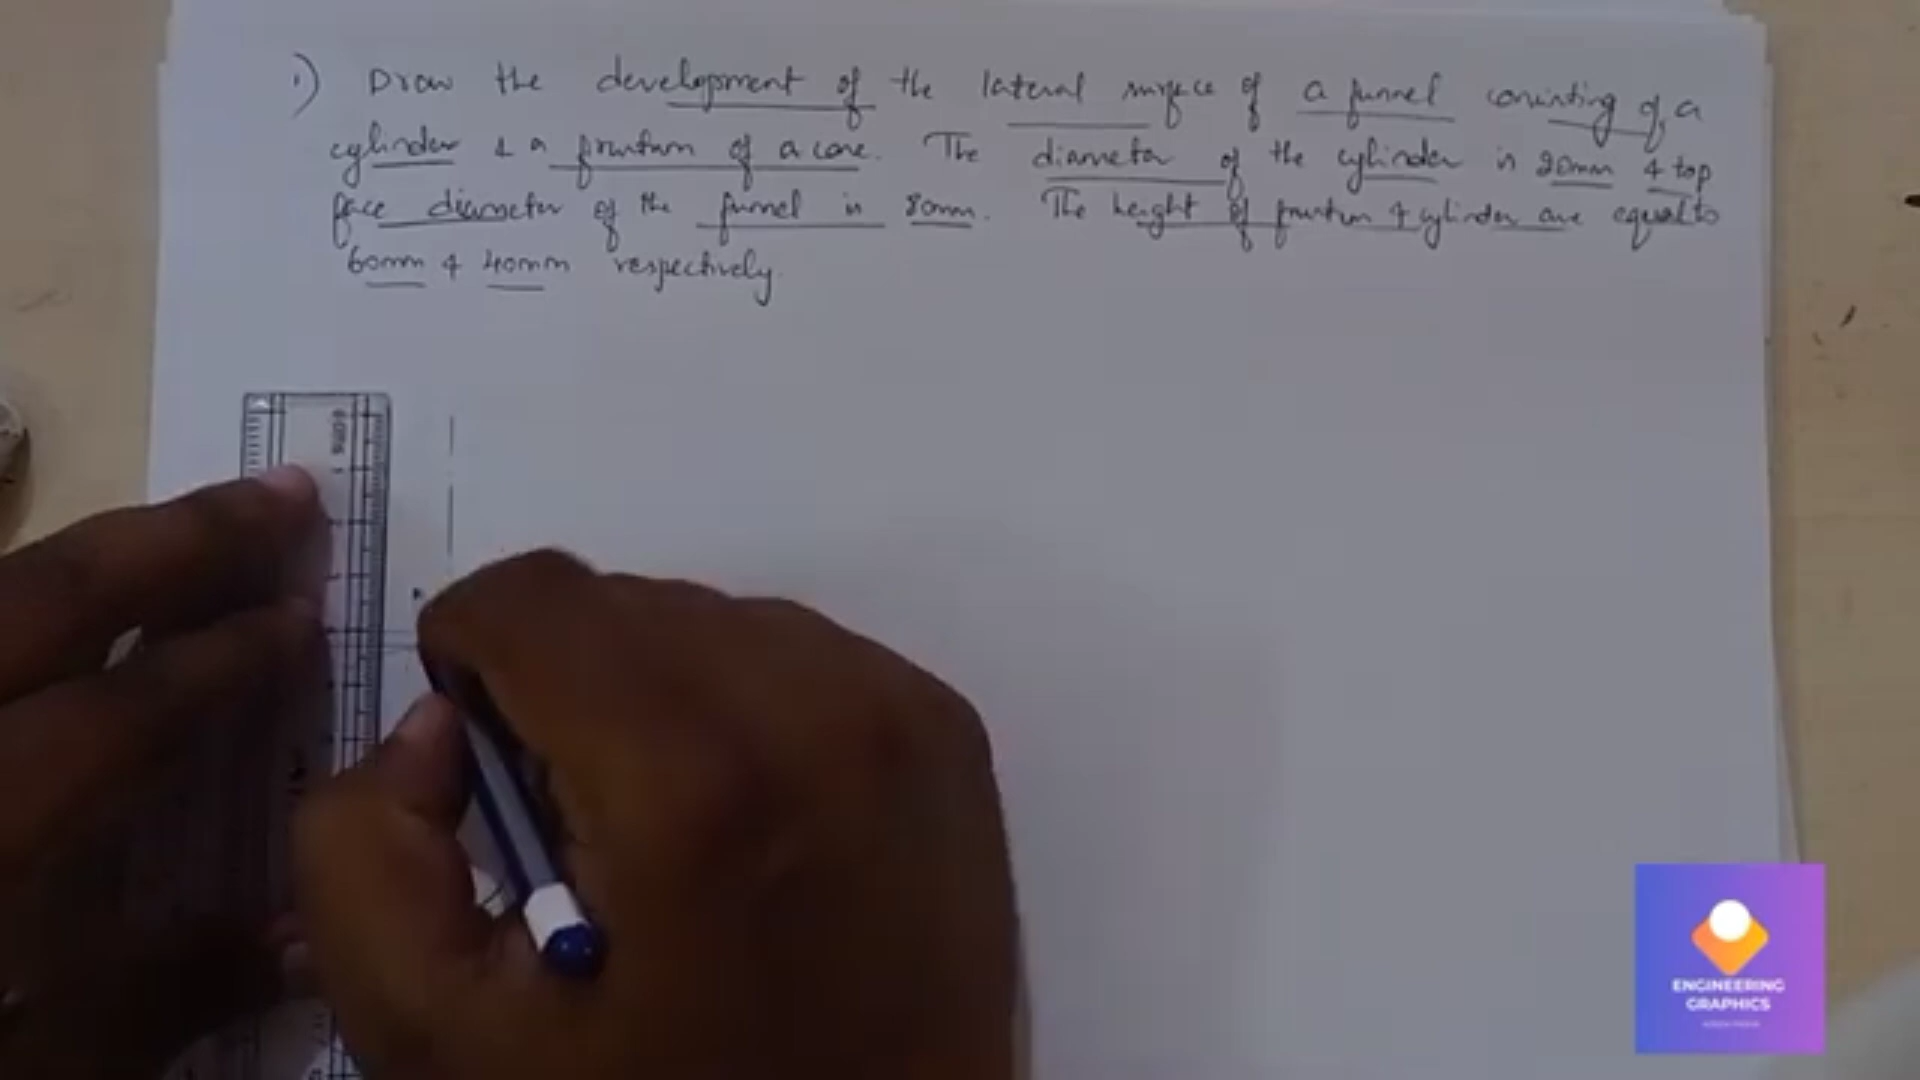 1) Draw the development of the lateral surface of a funnel consisting of a
cylinder & a frustum of a cone. The diameter of the cylinder is 20mm & top
face diameter of the funnel is 80mm. The height of frustum & cylinder are equal to
60mm & 40mm respectively.
cms 1
ENGINEERING
GRAPHICS